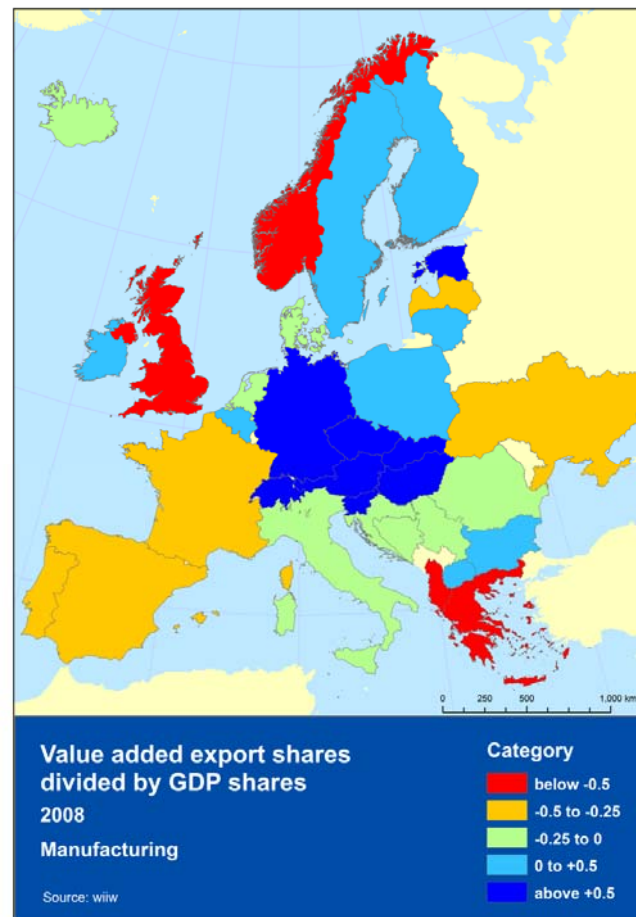 0 250 500 1,000 km
Value added export shares
divided by GDP shares
2008
Manufacturing
Source: wiiw
Category
below -0.5
-0.5 to -0.25
-0.25 to 0
0 to +0.5
above +0.5